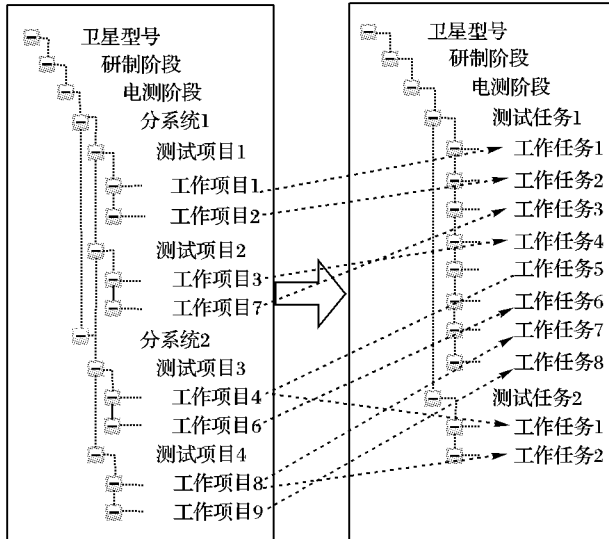 卫星型号
研制阶段
电测阶段
分系统1
测试项目1
工作项目1
工作项目2
测试项目2
工作项目3
工作项目7
分系统2
测试项目3
工作项目4
工作项目6
测试项目4
工作项目8
工作项目9
卫星型号
研制阶段
电测阶段
测试任务1
工作任务1
工作任务2
工作任务3
工作任务4
工作任务5
工作任务6
工作任务7
工作任务8
测试任务2
工作任务1
工作任务2